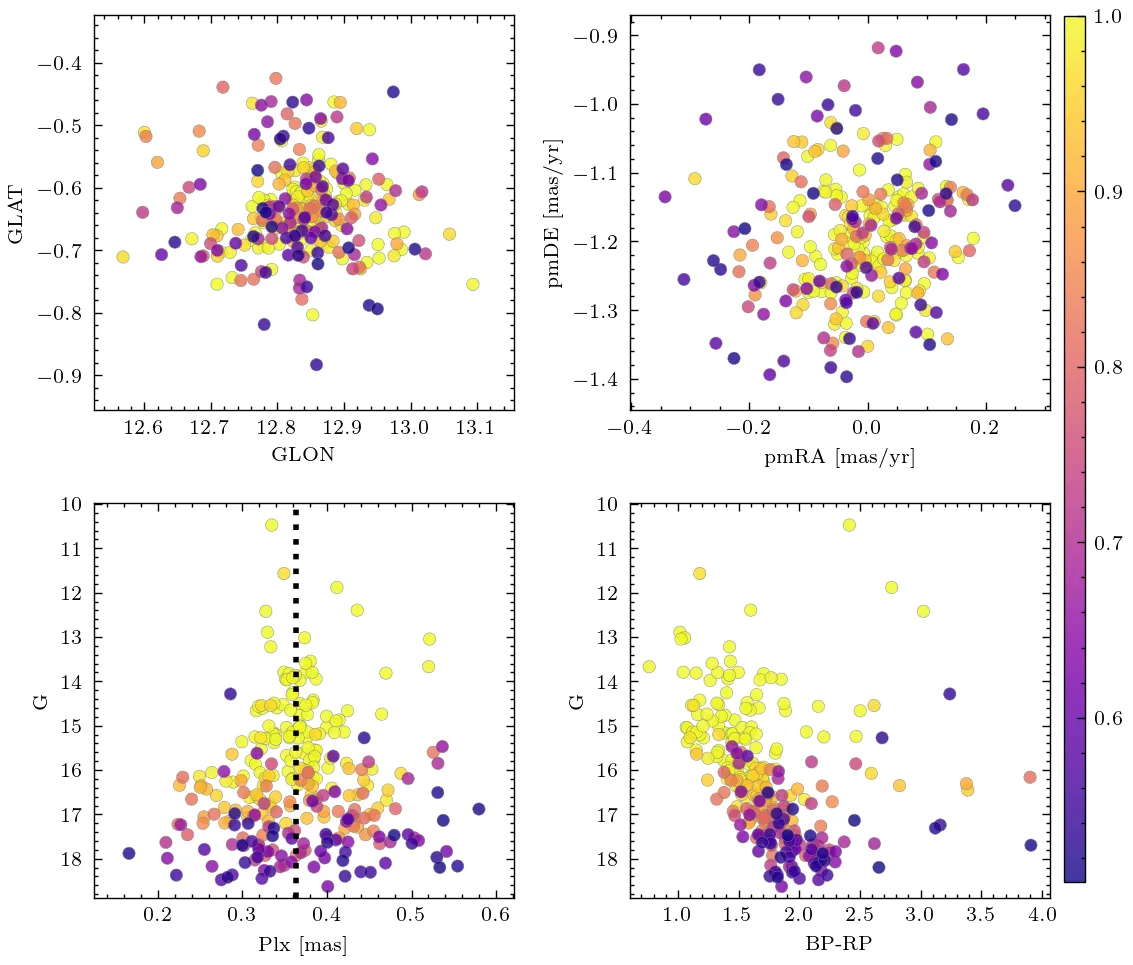 −0.4
−0.5
−0.6
−0.7
−0.8
−0.9
GLAT
12.6 12.7 12.8 12.9 13.0 13.1
GLON
−0.9
−1.0
−1.1
−1.2
−1.3
−1.4
pmDE [mas/yr]
−0.4 −0.2 0.0 0.2
pmRA [mas/yr]
1.0
0.9
0.8
0.7
0.6
10
11
12
13
14
15
16
17
18
G
0.2 0.3 0.4 0.5 0.6
Plx [mas]
10
11
12
13
14
15
16
17
18
G
1.0 1.5 2.0 2.5 3.0 3.5 4.0
BP-RP